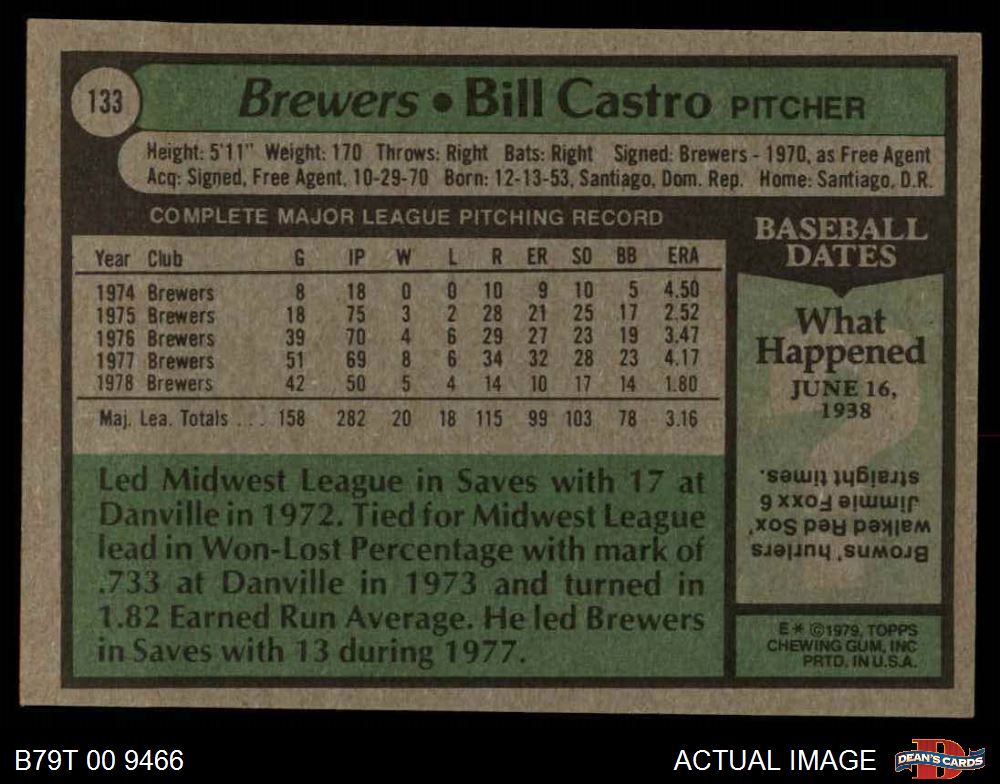 133
Brewers • Bill Castro PITCHER
Height: 5'11" Weight: 170 Throws: Right Bats: Right Signed: Brewers - 1970, as Free Agent
Acq: Signed, Free Agent, 10-29-70 Born: 12-13-53, Santiago, Dom. Rep. Home: Santiago, D.R.
COMPLETE MAJOR LEAGUE PITCHING RECORD
Year Club G IP W L R ER SO BB ERA
1974 Brewers 8 18 0 0 10 9 10 5 4.50
1975 Brewers 18 75 3 2 28 21 25 17 2.52
1976 Brewers 39 70 4 6 29 27 23 19 3.47
1977 Brewers 51 69 8 6 34 32 28 23 4.17
1978 Brewers 42 50 5 4 14 10 17 14 1.80
Maj. Lea. Totals ... 158 282 20 18 115 99 103 78 3.16
Led Midwest League in Saves with 17 at
Danville in 1972. Tied for Midwest League
lead in Won-Lost Percentage with mark of
.733 at Danville in 1973 and turned in
1.82 Earned Run Average. He led Brewers
in Saves with 13 during 1977.
BASEBALL
DATES
What
Happened
JUNE 16,
1938
Browns' hurlers
walked Red Sox'
Jimmie Foxx 6
straight times.
E * ©1979, TOPPS
CHEWING GUM, INC
PRTD. IN U.S.A.
B79T 00 9466
ACTUAL IMAGE
D
DEAN'S CARDS